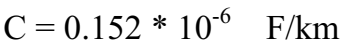 C = 0.152 * 10⁻⁶ F/km